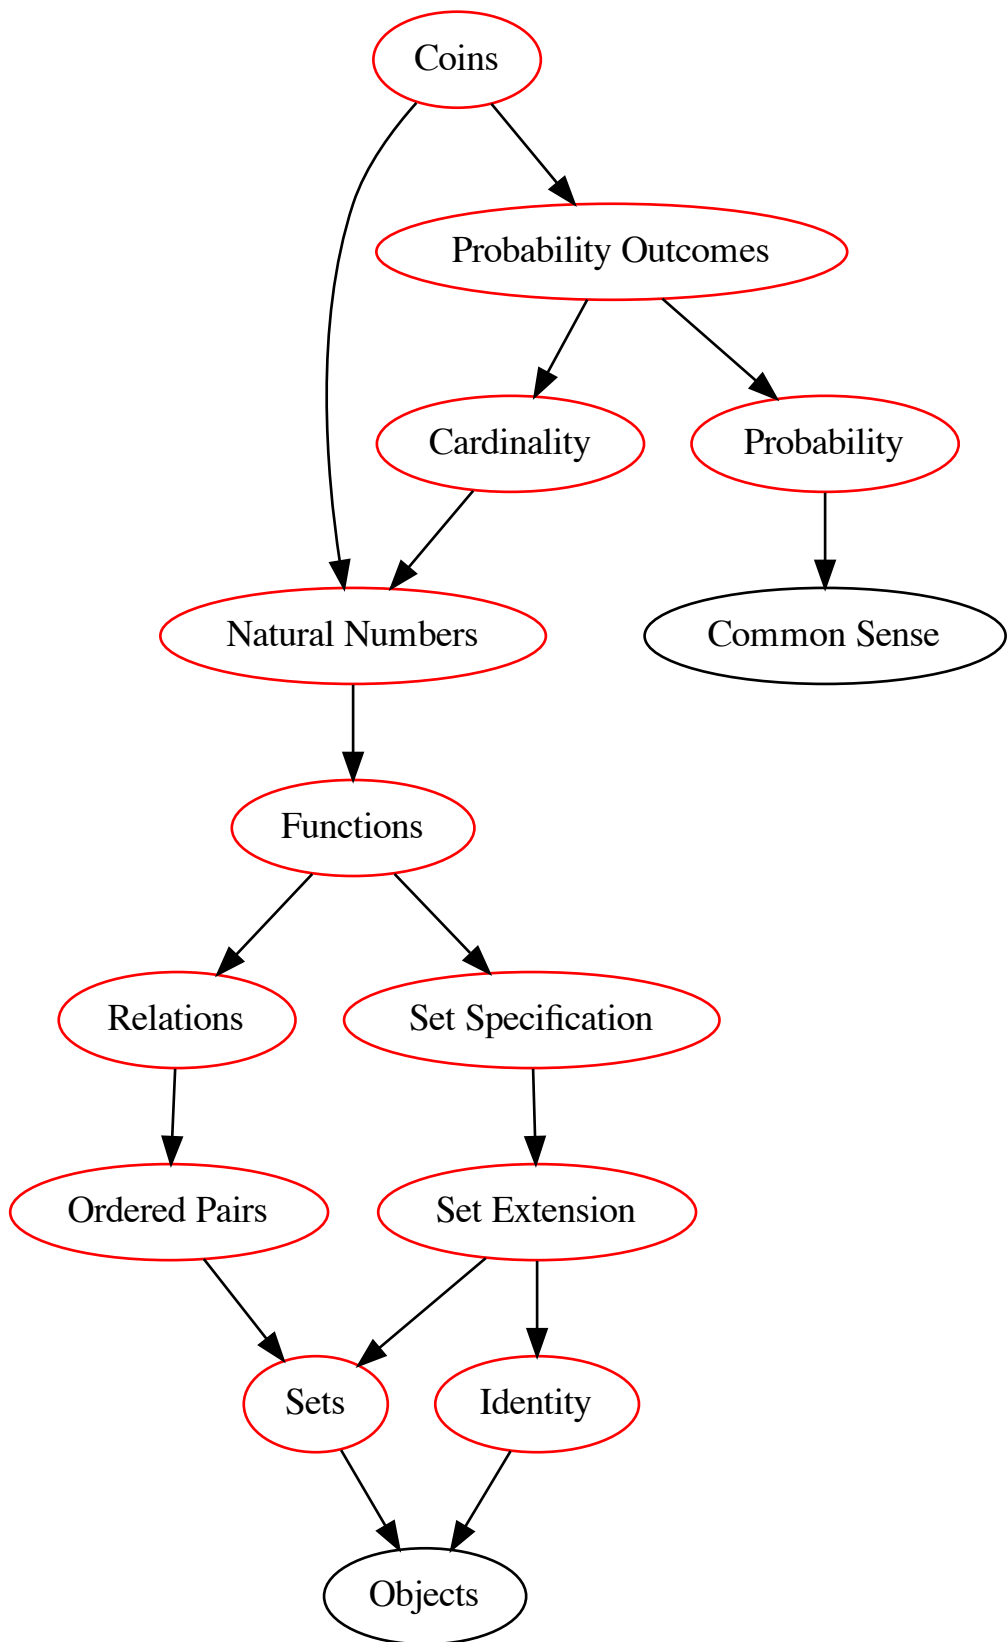 Coins
Probability Outcomes
Cardinality
Probability
Natural Numbers
Common Sense
Functions
Relations
Set Specification
Ordered Pairs
Set Extension
Sets
Identity
Objects